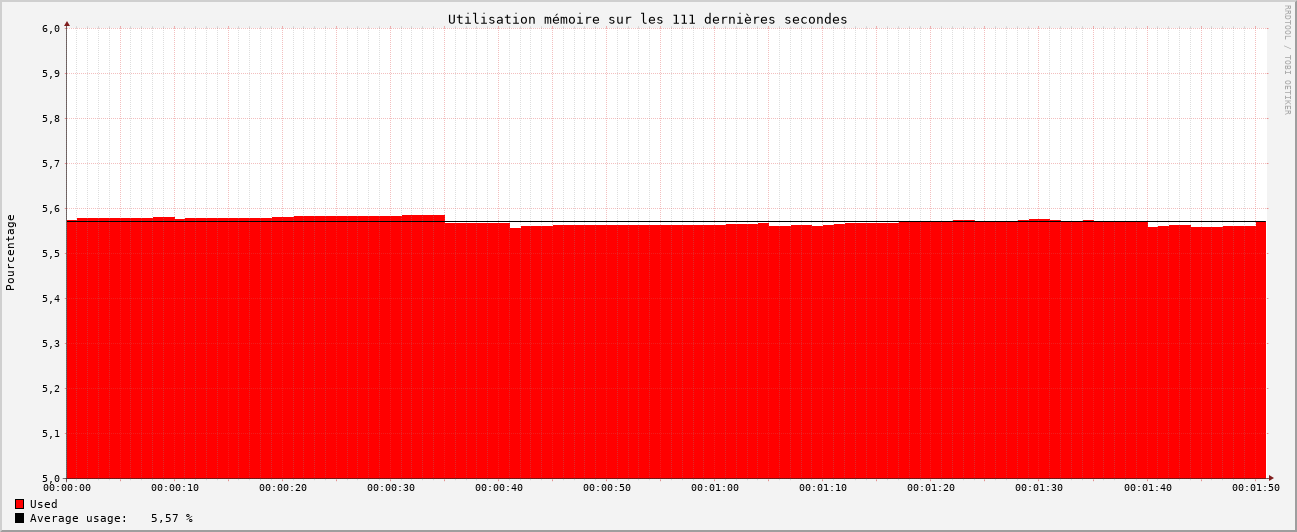 Utilisation mémoire sur les 111 dernières secondes
RRDTOOL / TOBI OETIKER
Pourcentage
6,0
5,9
5,8
5,7
5,6
5,5
5,4
5,3
5,2
5,1
5,0
00:00:00 00:00:10 00:00:20 00:00:30 00:00:40 00:00:50 00:01:00 00:01:10 00:01:20 00:01:30 00:01:40 00:01:50
Used
Average usage: 5,57 %